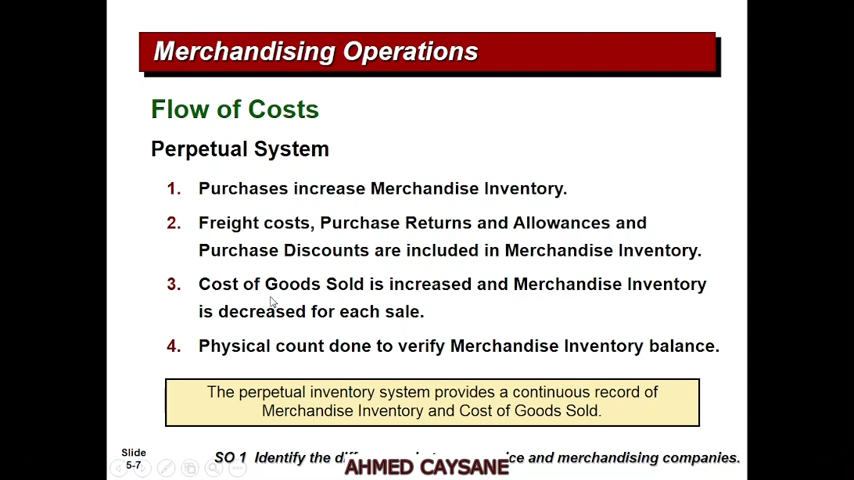 Merchandising Operations
Flow of Costs
Perpetual System
1. Purchases increase Merchandise Inventory.
2. Freight costs, Purchase Returns and Allowances and
Purchase Discounts are included in Merchandise Inventory.
3. Cost of Goods Sold is increased and Merchandise Inventory
is decreased for each sale.
4. Physical count done to verify Merchandise Inventory balance.
The perpetual inventory system provides a continuous record of
Merchandise Inventory and Cost of Goods Sold.
Slide
5-7
SO 1 Identify the and merchandising companies.
AHMED CAYSANE